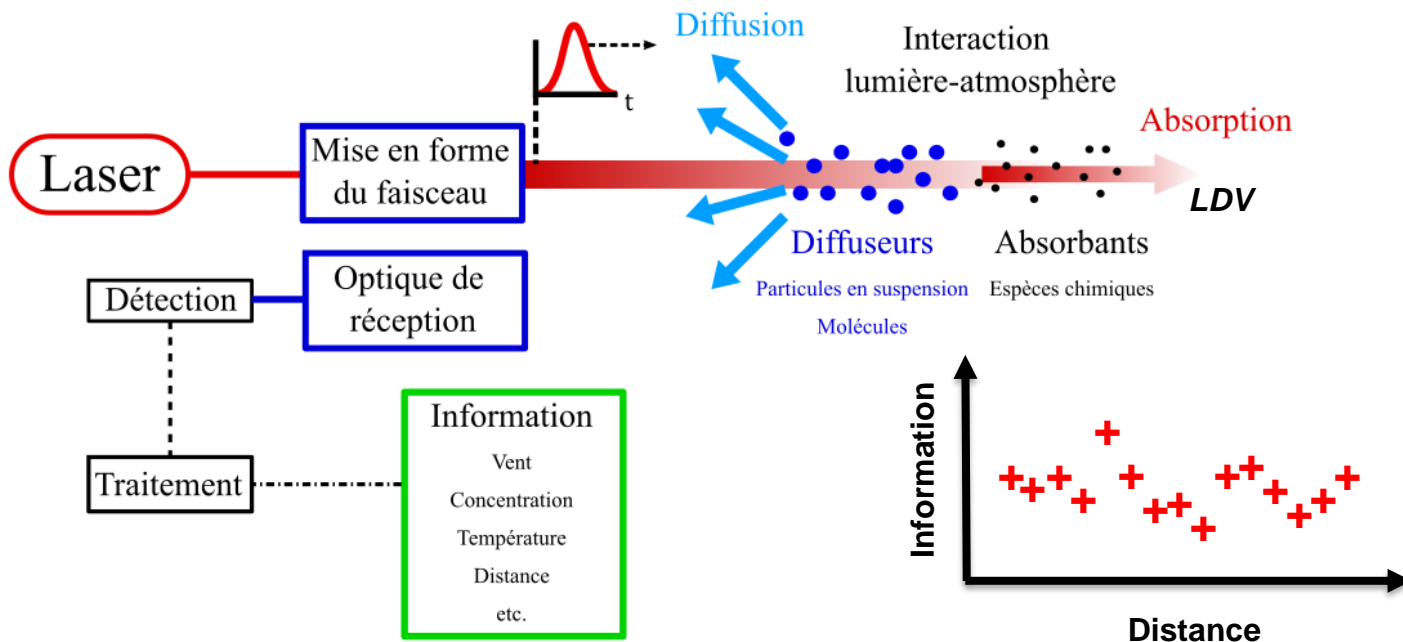 Diffusion
Interaction
lumière-atmosphère
t
Absorption
Laser
Mise en forme
du faisceau
LDV
Diffuseurs
Absorbants
Particules en suspension
Espèces chimiques
Molécules
Détection
Optique de
réception
Information
Vent
Concentration
Température
Distance
etc.
Traitement
Information
Distance